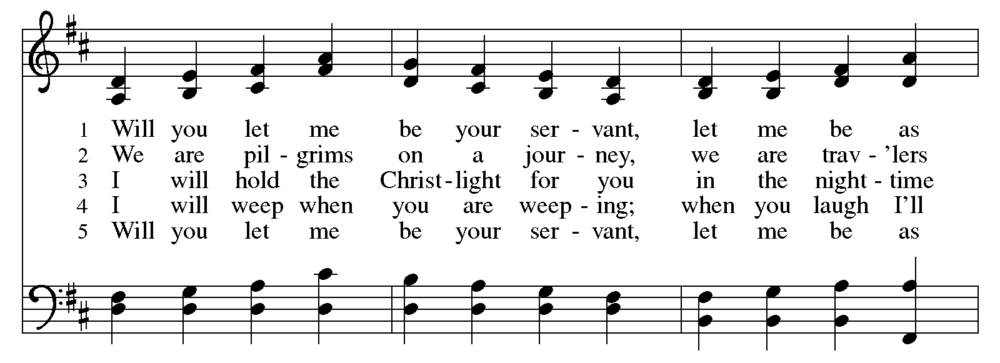 1 Will you let me be your ser - vant, let me be as
2 We are pil - grims on a jour - ney, we are trav - ’lers
3 I will hold the Christ - light for you in the night - time
4 I will weep when you are weep - ing; when you laugh I’ll
5 Will you let me be your ser - vant, let me be as